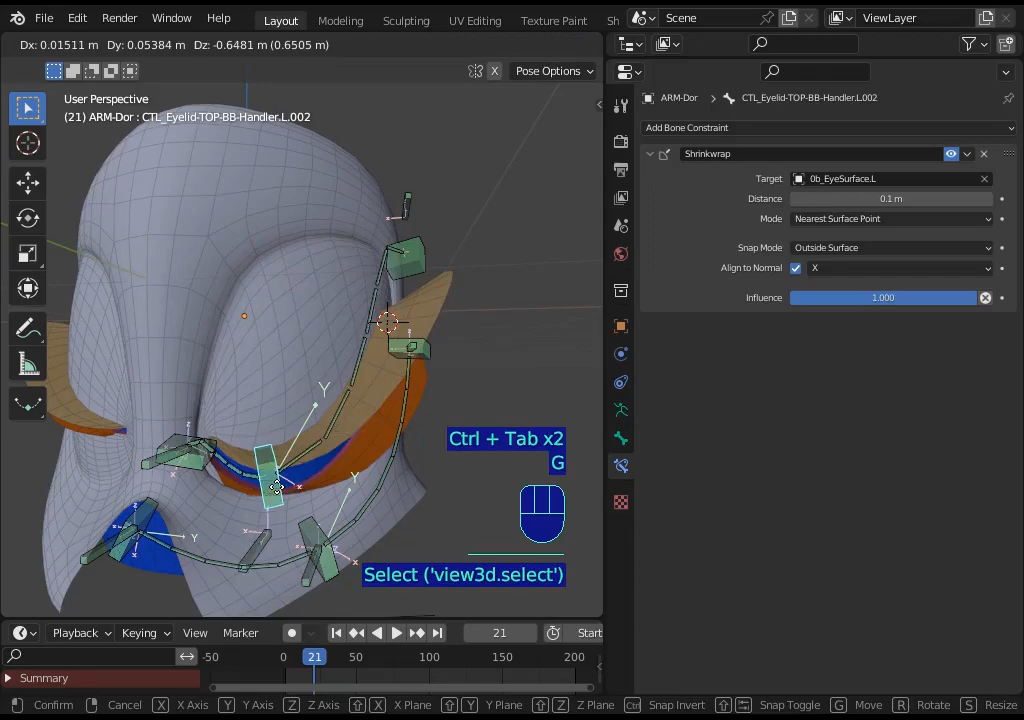 File Edit Render Window Help Layout Modeling Sculpting UV Editing Texture Paint Sh Scene ViewLayer
Dx: 0.01511 m Dy: 0.05384 m Dz: -0.6481 m (0.6505 m)
X Pose Options
User Perspective
(21) ARM-Dor : CTL_Eyelid-TOP-BB-Handler.L.002
ARM-Dor CTL_Eyelid-TOP-BB-Handler.L.002
Add Bone Constraint
Shrinkwrap
Target 0b_EyeSurface.L
Distance 0.1 m
Mode Nearest Surface Point
Snap Mode Outside Surface
Align to Normal X
Influence 1.000
Y
Y
Y
Ctrl + Tab x2
G
Select ('view3d.select')
Playback Keying View Marker 21 Start
-50 0 21 50 100 150 200
Summary
Confirm Cancel X X Axis Y Y Axis Z Z Axis X X Plane Y Y Plane Z Z Plane Ctrl Snap Invert Snap Toggle G Move R Rotate S Resize